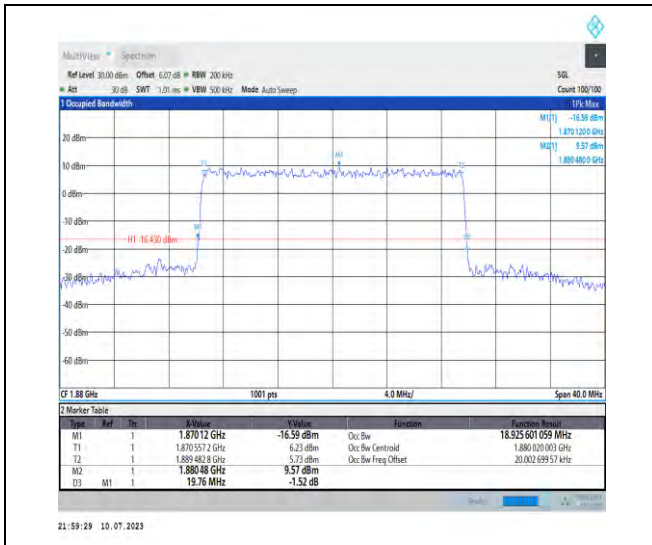 MultiView Spectrum
Ref Level 30.00 dBm Offset 6.07 dB RBW 200 kHz SGL
Att 30 dB SWT 1.01 ms VBW 500 kHz Mode Auto Sweep Count 100/100
1 Occupied Bandwidth 1Pk Max
M1[1] -16.59 dBm
1.870 120 0 GHz
20 dBm
M2[1] 9.57 dBm
1.880 480 0 GHz
10 dBm
T1 M2 T2
0 dBm
-10 dBm
M1
H1 -16.430 dBm
-20 dBm
-30 dBm
-40 dBm
-50 dBm
-60 dBm
CF 1.88 GHz 1001 pts 4.0 MHz/ Span 40.0 MHz
2 Marker Table
Type Ref Trc X-Value Y-Value Function Function Result
M1 1 1.87012 GHz -16.59 dBm Occ Bw 18.925 601 059 MHz
T1 1 1.870 557 2 GHz 6.23 dBm Occ Bw Centroid 1.880 020 003 GHz
T2 1 1.889 482 8 GHz 5.73 dBm Occ Bw Freq Offset 20.002 699 57 kHz
M2 1 1.88048 GHz 9.57 dBm
D3 M1 1 19.76 MHz -1.52 dB
21:59:29 10.07.2023